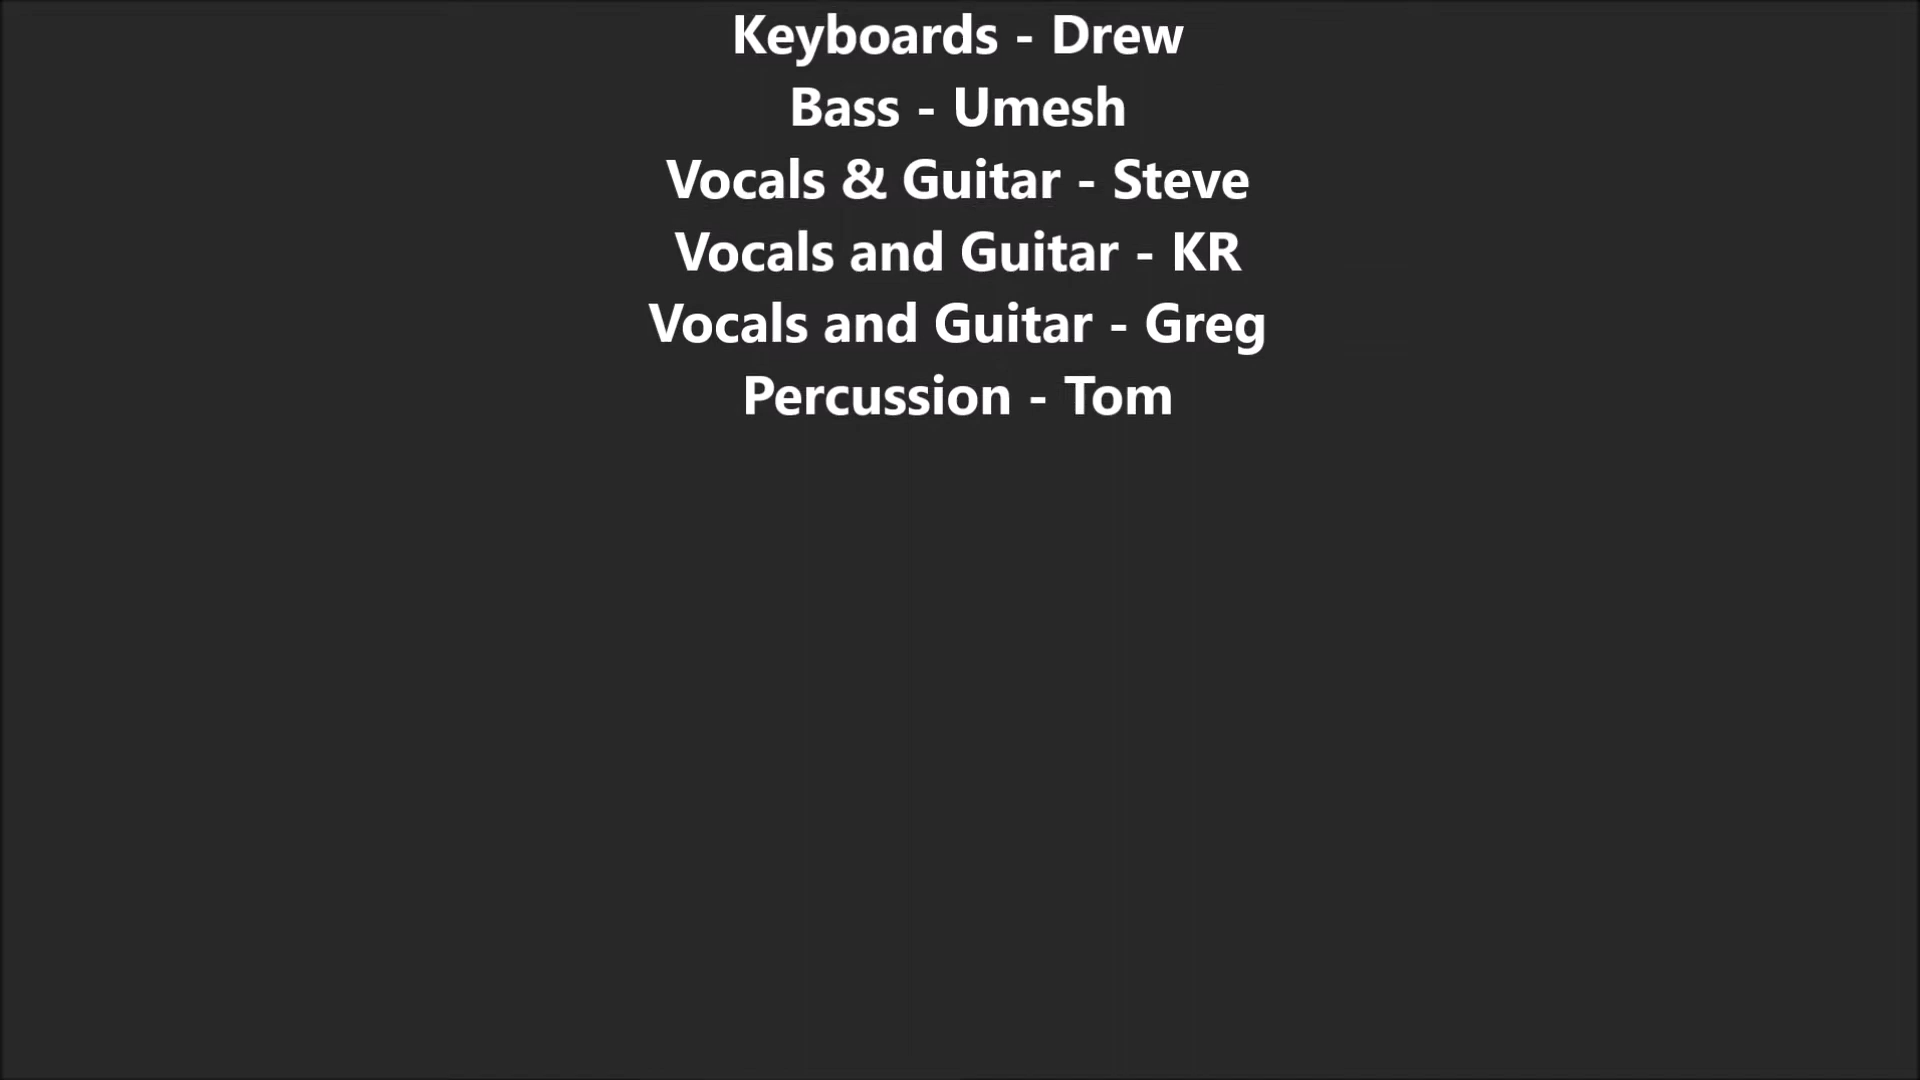 Keyboards - Drew
Bass - Umesh
Vocals & Guitar - Steve
Vocals and Guitar - KR
Vocals and Guitar - Greg
Percussion - Tom